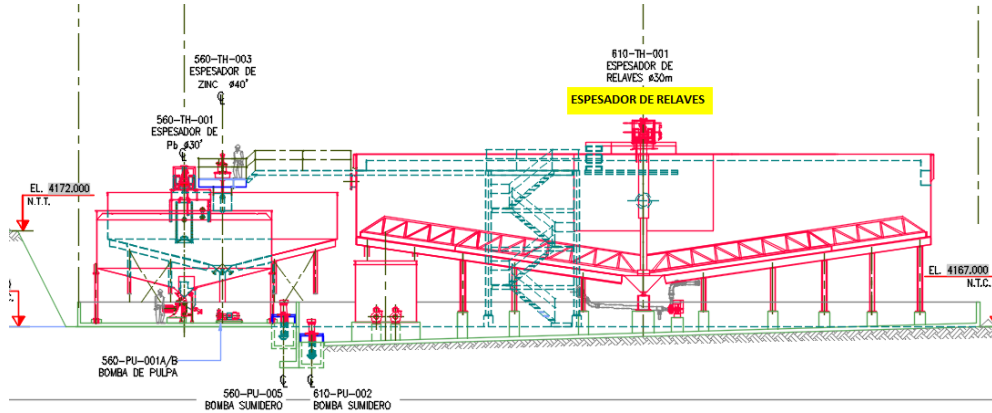 560-TH-003
ESPESADOR DE
ZINC ø40'
560-TH-001
ESPESADOR DE
Pb ø30'
610-TH-001
ESPESADOR DE
RELAVES ø30m
ESPESADOR DE RELAVES
EL. 4172.000
N.T.T.
EL. 4167.000
N.T.C.
560-PU-001A/B
BOMBA DE PULPA
560-PU-005
BOMBA SUMIDERO
610-PU-002
BOMBA SUMIDERO